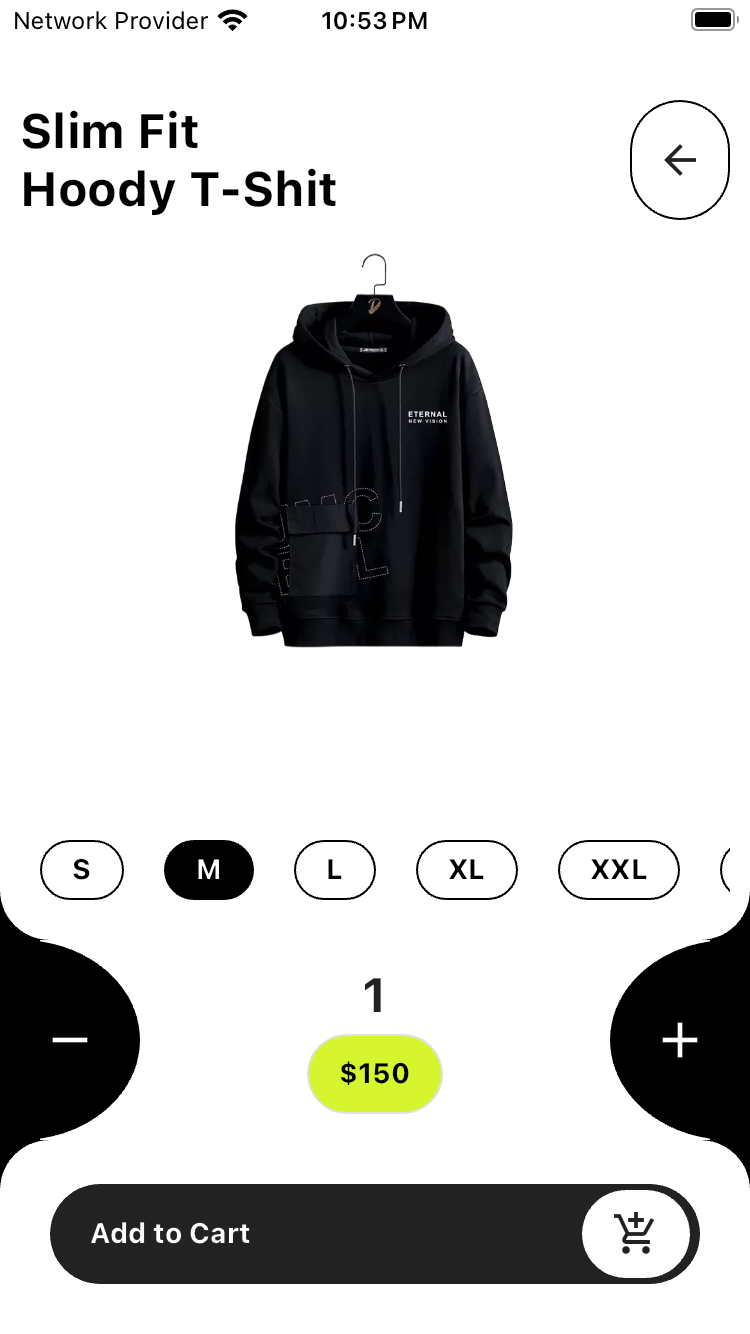 Network Provider 10:53 PM
Slim Fit
Hoody T-Shit
ETERNAL
NEW VISION
S M L XL XXL
1
$150
Add to Cart